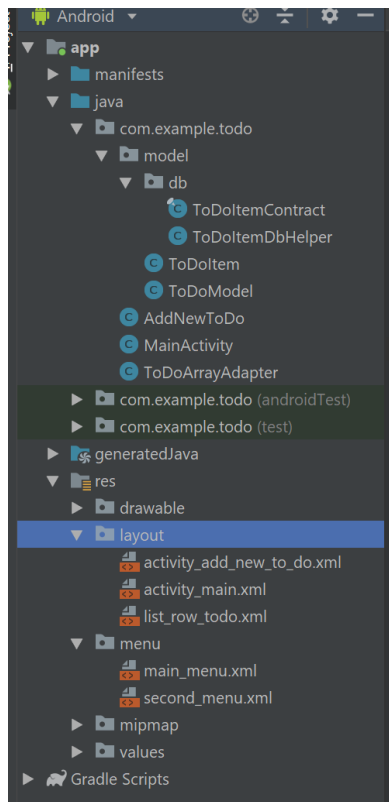 Android
app
manifests
java
com.example.todo
model
db
ToDoItemContract
ToDoItemDbHelper
ToDoItem
ToDoModel
AddNewToDo
MainActivity
ToDoArrayAdapter
com.example.todo (androidTest)
com.example.todo (test)
generatedJava
res
drawable
layout
activity_add_new_to_do.xml
activity_main.xml
list_row_todo.xml
menu
main_menu.xml
second_menu.xml
mipmap
values
Gradle Scripts